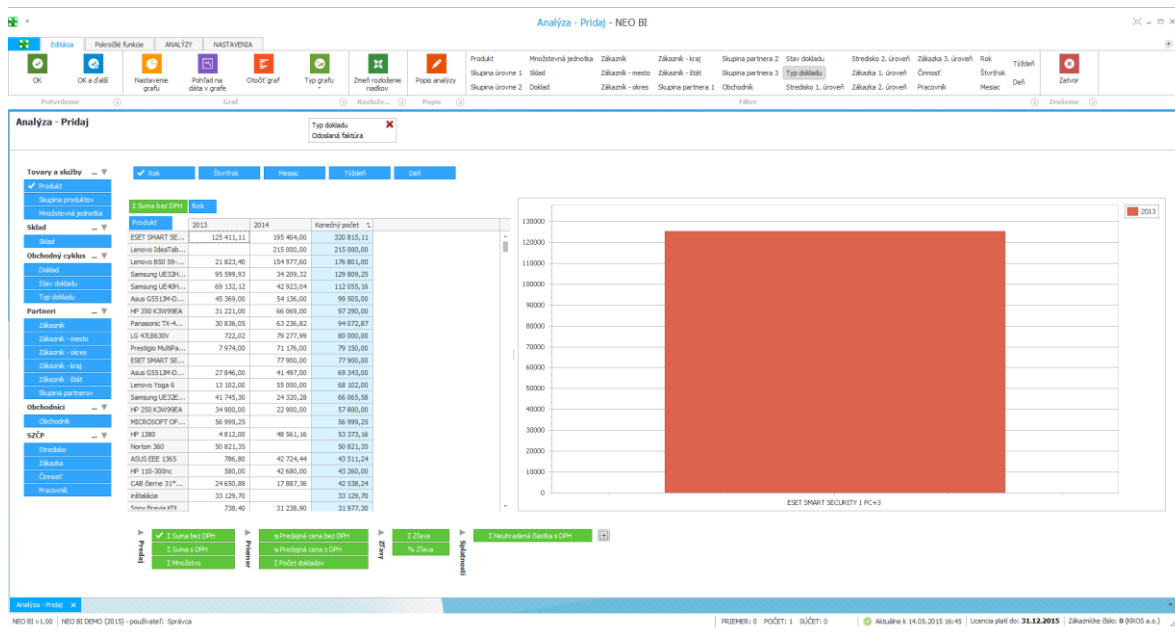 Analýza - Pridaj - NEO BI
Editácia Pokročilé funkcie ANALÝZY NASTAVENIA
OK
OK a ďalší
Nastavenie grafu
Pohľad na dáta v grafe
Otočiť graf
Typ grafu
Zmeň rozloženie riadkov
Popis analýzy
Produkt Množstevná jednotka Zákazník Zákazník - kraj Skupina partnera 2 Stav dokladu Stredisko 2. úroveň Zákazka 3. úroveň Rok Týždeň
Skupina úrovne 1 Sklad Zákazník - mesto Zákazník - štát Skupina partnera 3 Typ dokladu Zákazka 1. úroveň Činnosť Štvrťrok Deň
Skupina úrovne 2 Doklad Zákazník - okres Skupina partnera 1 Obchodník Stredisko 1. úroveň Zákazka 2. úroveň Pracovník Mesiac
Zatvor
Potvrdenie Graf Rozlože... Popis Filter Zrušenie
Analýza - Pridaj
Typ dokladu
Odoslaná faktúra
Tovary a služby
Produkt
Skupina produktov
Množstevná jednotka
Sklad
Sklad
Obchodný cyklus
Doklad
Stav dokladu
Typ dokladu
Partneri
Zákazník
Zákazník - mesto
Zákazník - okres
Zákazník - kraj
Zákazník - štát
Skupina partnerov
Obchodníci
Obchodník
SZČP
Stredisko
Zákazka
Činnosť
Pracovník
Rok Štvrťrok Mesiac Týždeň Deň
Σ Suma bez DPH Rok
Produkt 2013 2014 Konečný počet
ESET SMART SE... 125 411,11 195 404,00 320 815,11
Lenovo IdeaTab... 215 000,00 215 000,00
Lenovo B50 59-... 21 823,40 154 977,60 176 801,00
Samsung UE32H... 95 599,93 34 209,32 129 809,25
Samsung UE40H... 69 132,12 42 923,04 112 055,16
Asus G551JM-D... 45 369,00 54 136,00 99 505,00
HP 350 K3W99EA 31 221,00 66 069,00 97 290,00
Panasonic TX-4... 30 836,05 63 236,82 94 072,87
LG 47LB630V 722,02 79 277,99 80 000,00
Prestigio MultiPa... 7 974,00 71 176,00 79 150,00
ESET SMART SE... 77 900,00 77 900,00
Asus G551JM-D... 27 846,00 41 497,00 69 343,00
Lenovo Yoga 6 13 102,00 55 000,00 68 102,00
Samsung UE32E... 41 745,30 24 320,28 66 065,58
HP 250 K3W99EA 34 900,00 22 900,00 57 800,00
MICROSOFT OF... 56 999,25 56 999,25
HP 1380 4 812,00 48 561,16 53 373,16
Norton 360 50 821,35 50 821,35
ASUS EEE 1365 786,80 42 724,44 43 511,24
HP 110-300nc 580,00 42 680,00 43 260,00
CAB čierne 31"... 24 650,88 17 887,36 42 538,24
inštalácia 33 129,70 33 129,70
Sony Bravia KDL 738,40 31 238,90 31 977,30
2013
130000
120000
110000
100000
90000
80000
70000
60000
50000
40000
30000
20000
10000
0
ESET SMART SECURITY 1 PC+3
Predaj
Σ Suma bez DPH
Σ Suma s DPH
Σ Množstvo
Priemer
Predajná cena bez DPH
Predajná cena s DPH
Σ Počet dokladov
Zľavy
Σ Zľava
% Zľava
Splatnosti
Σ Neuhradená čiastka s DPH
Analýza - Pridaj
NEO BI v1.00 NEO BI DEMO (2015) - používateľ: Správca PRIEMER: 0 POČET: 1 SÚČET: 0 Aktuálne k 14.05.2015 16:45 Licencia platí do: 31.12.2015 Zákaznícke číslo: 0 (KROS a.s.)